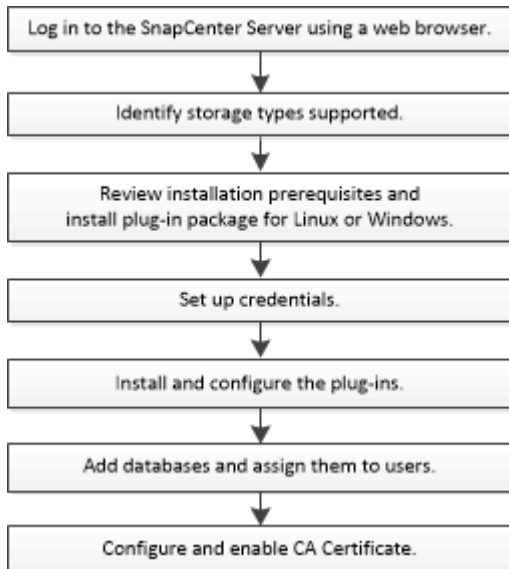 Log in to the SnapCenter Server using a web browser.
Identify storage types supported.
Review installation prerequisites and
install plug-in package for Linux or Windows.
Set up credentials.
Install and configure the plug-ins.
Add databases and assign them to users.
Configure and enable CA Certificate.